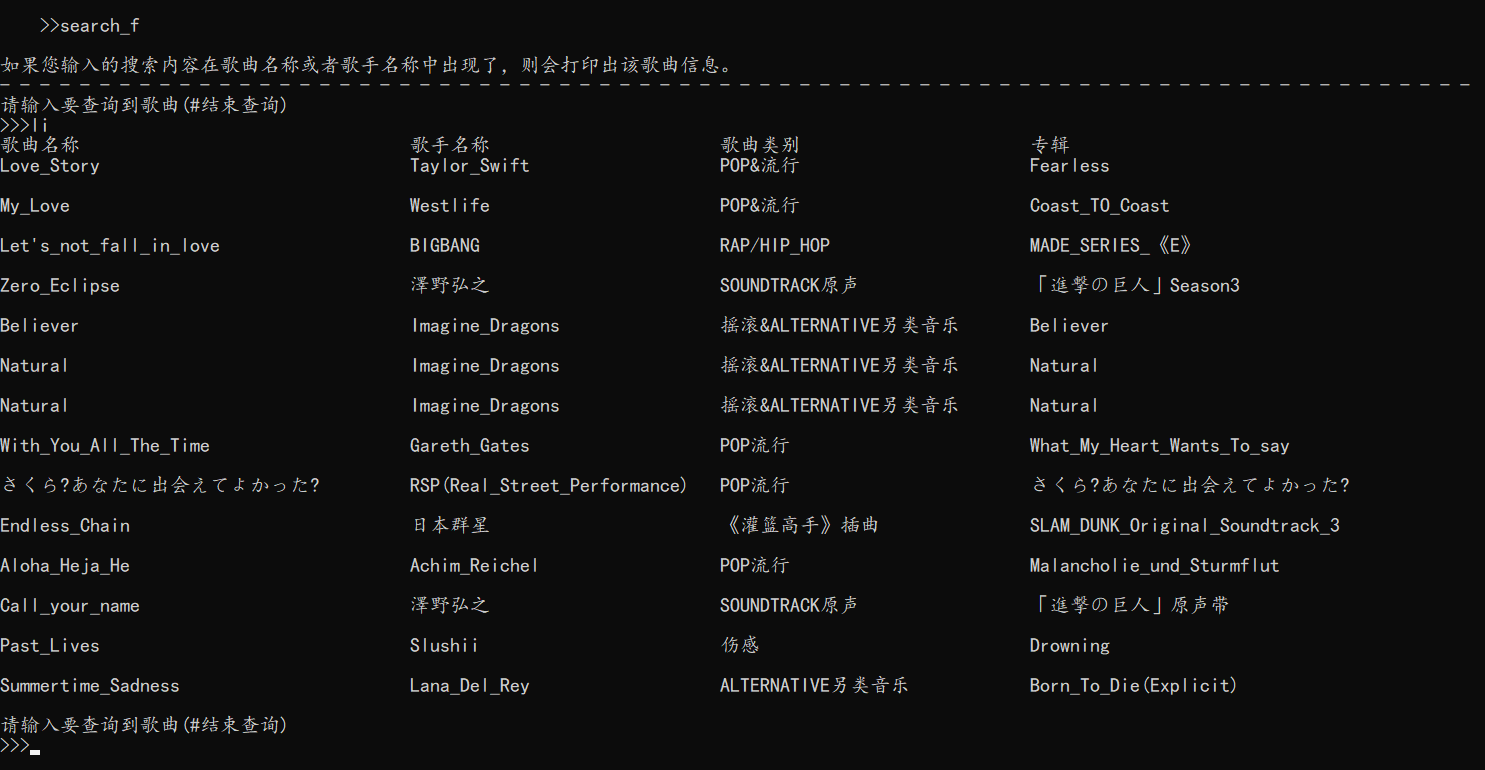 >>search_f
如果您输入的搜索内容在歌曲名称或者歌手名称中出现了，则会打印出该歌曲信息。
- - - - - - - - - - - - - - - - - - - - - - - - - - - - - - - - - - - - - - - - - - - - - - - - - - - - - - - - - - - - - - - - - - - - - - - - - -
请输入要查询到歌曲(#结束查询)
>>>li
歌曲名称 歌手名称 歌曲类别 专辑
Love_Story Taylor_Swift POP&流行 Fearless
My_Love Westlife POP&流行 Coast_TO_Coast
Let's_not_fall_in_love BIGBANG RAP/HIP_HOP MADE_SERIES_《E》
Zero_Eclipse 澤野弘之 SOUNDTRACK原声 「進撃の巨人」Season3
Believer Imagine_Dragons 摇滚&ALTERNATIVE另类音乐 Believer
Natural Imagine_Dragons 摇滚&ALTERNATIVE另类音乐 Natural
Natural Imagine_Dragons 摇滚&ALTERNATIVE另类音乐 Natural
With_You_All_The_Time Gareth_Gates POP流行 What_My_Heart_Wants_To_say
さくら?あなたに出会えてよかった? RSP(Real_Street_Performance) POP流行 さくら?あなたに出会えてよかった?
Endless_Chain 日本群星 《灌篮高手》插曲 SLAM_DUNK_Original_Soundtrack_3
Aloha_Heja_He Achim_Reichel POP流行 Malancholie_und_Sturmflut
Call_your_name 澤野弘之 SOUNDTRACK原声 「進撃の巨人」原声带
Past_Lives Slushii 伤感 Drowning
Summertime_Sadness Lana_Del_Rey ALTERNATIVE另类音乐 Born_To_Die(Explicit)
请输入要查询到歌曲(#结束查询)
>>>